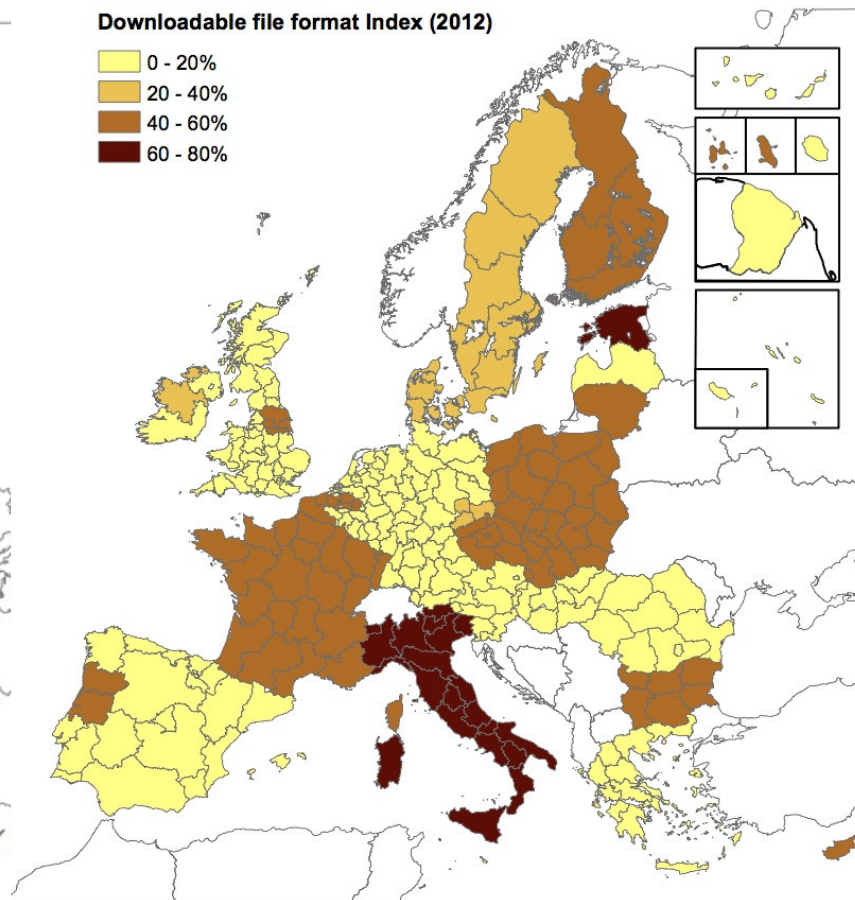 Downloadable file format Index (2012)
0 - 20%
20 - 40%
40 - 60%
60 - 80%